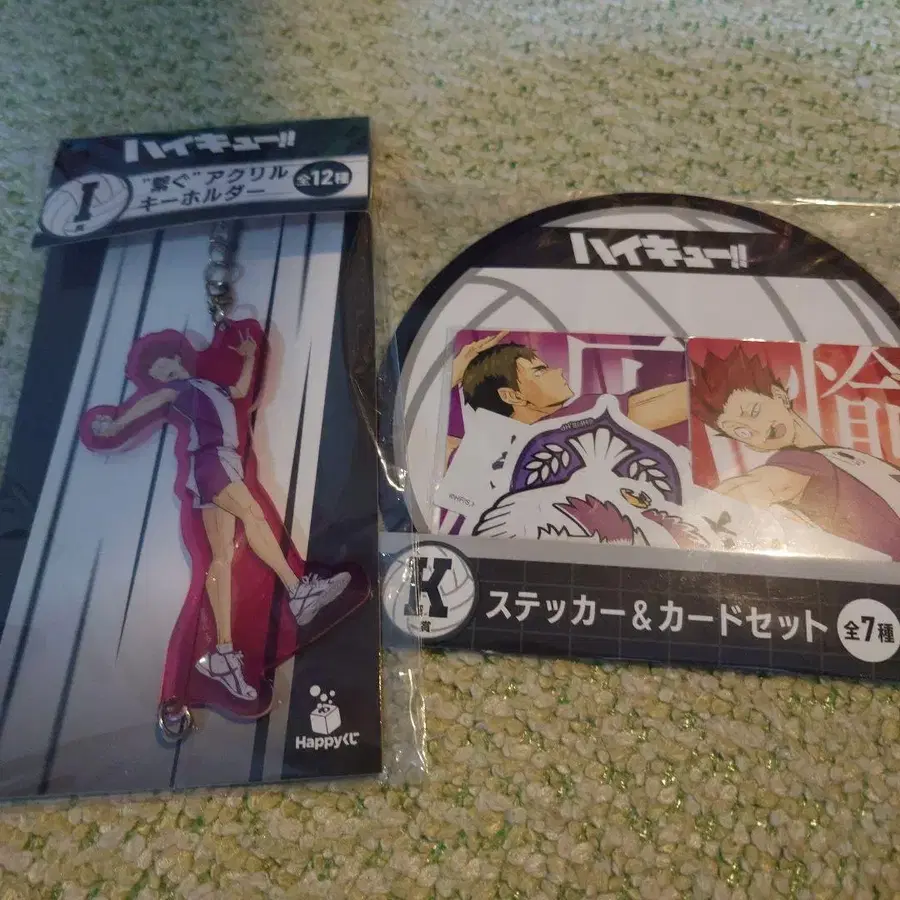 ハイキュー!!
I
賞
"繋ぐ"アクリル
キーホルダー
全12種
Happyくじ
ハイキュー!!
K
賞
ステッカー&カードセット
全7種